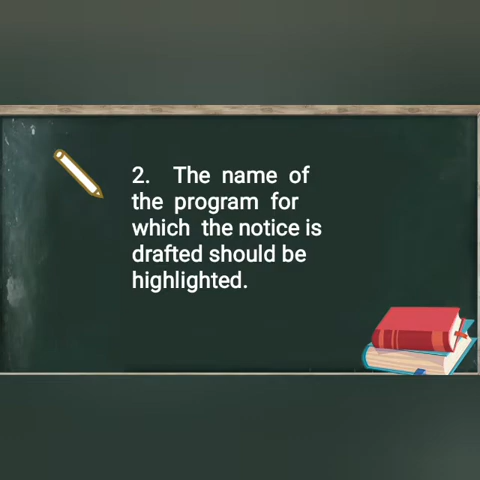 2. The name of
the program for
which the notice is
drafted should be
highlighted.